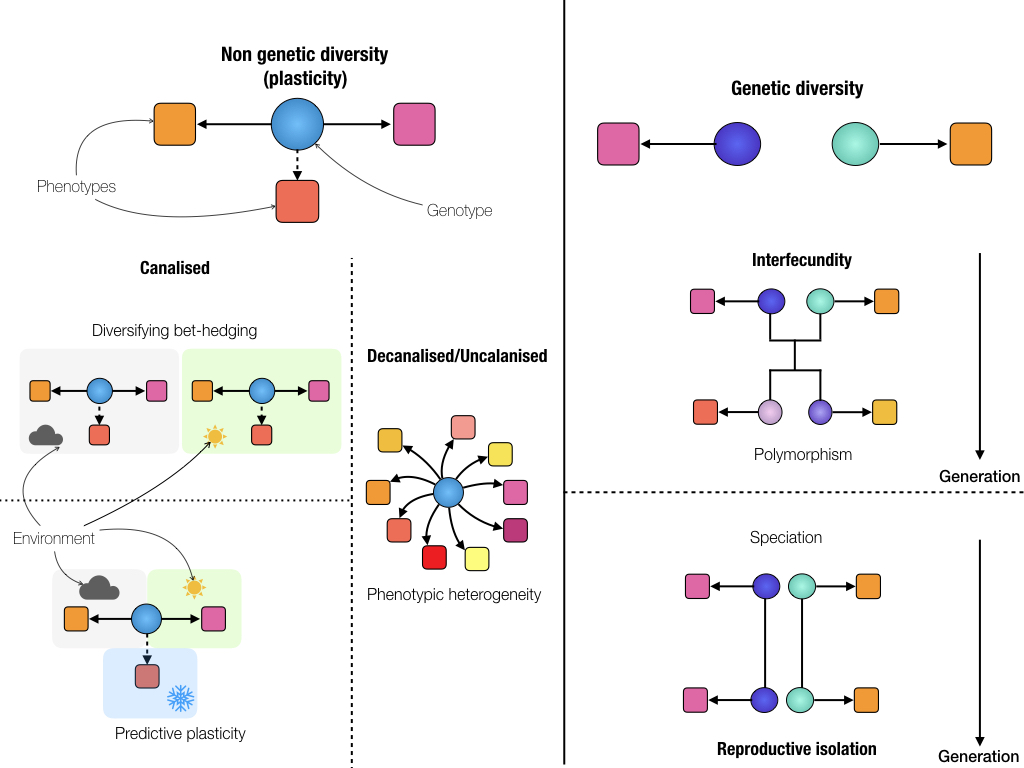 Non genetic diversity
(plasticity)
Phenotypes
Genotype
Canalised
Diversifying bet-hedging
Decanalised/Uncalanised
Environment
Phenotypic heterogeneity
Predictive plasticity
Genetic diversity
Interfecundity
Polymorphism
Generation
Speciation
Reproductive isolation
Generation